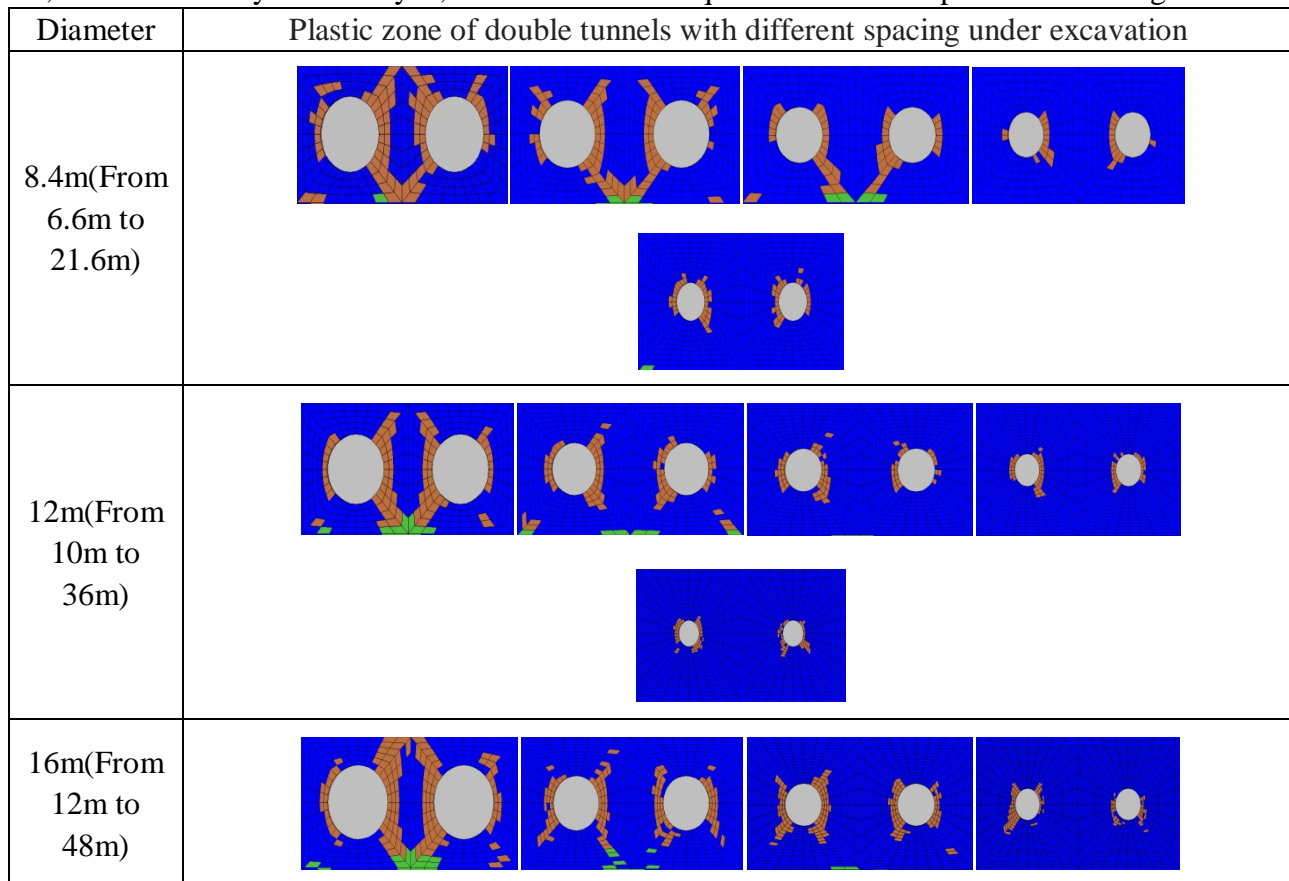 Diameter
Plastic zone of double tunnels with different spacing under excavation
8.4m(From
6.6m to
21.6m)
12m(From
10m to
36m)
16m(From
12m to
48m)